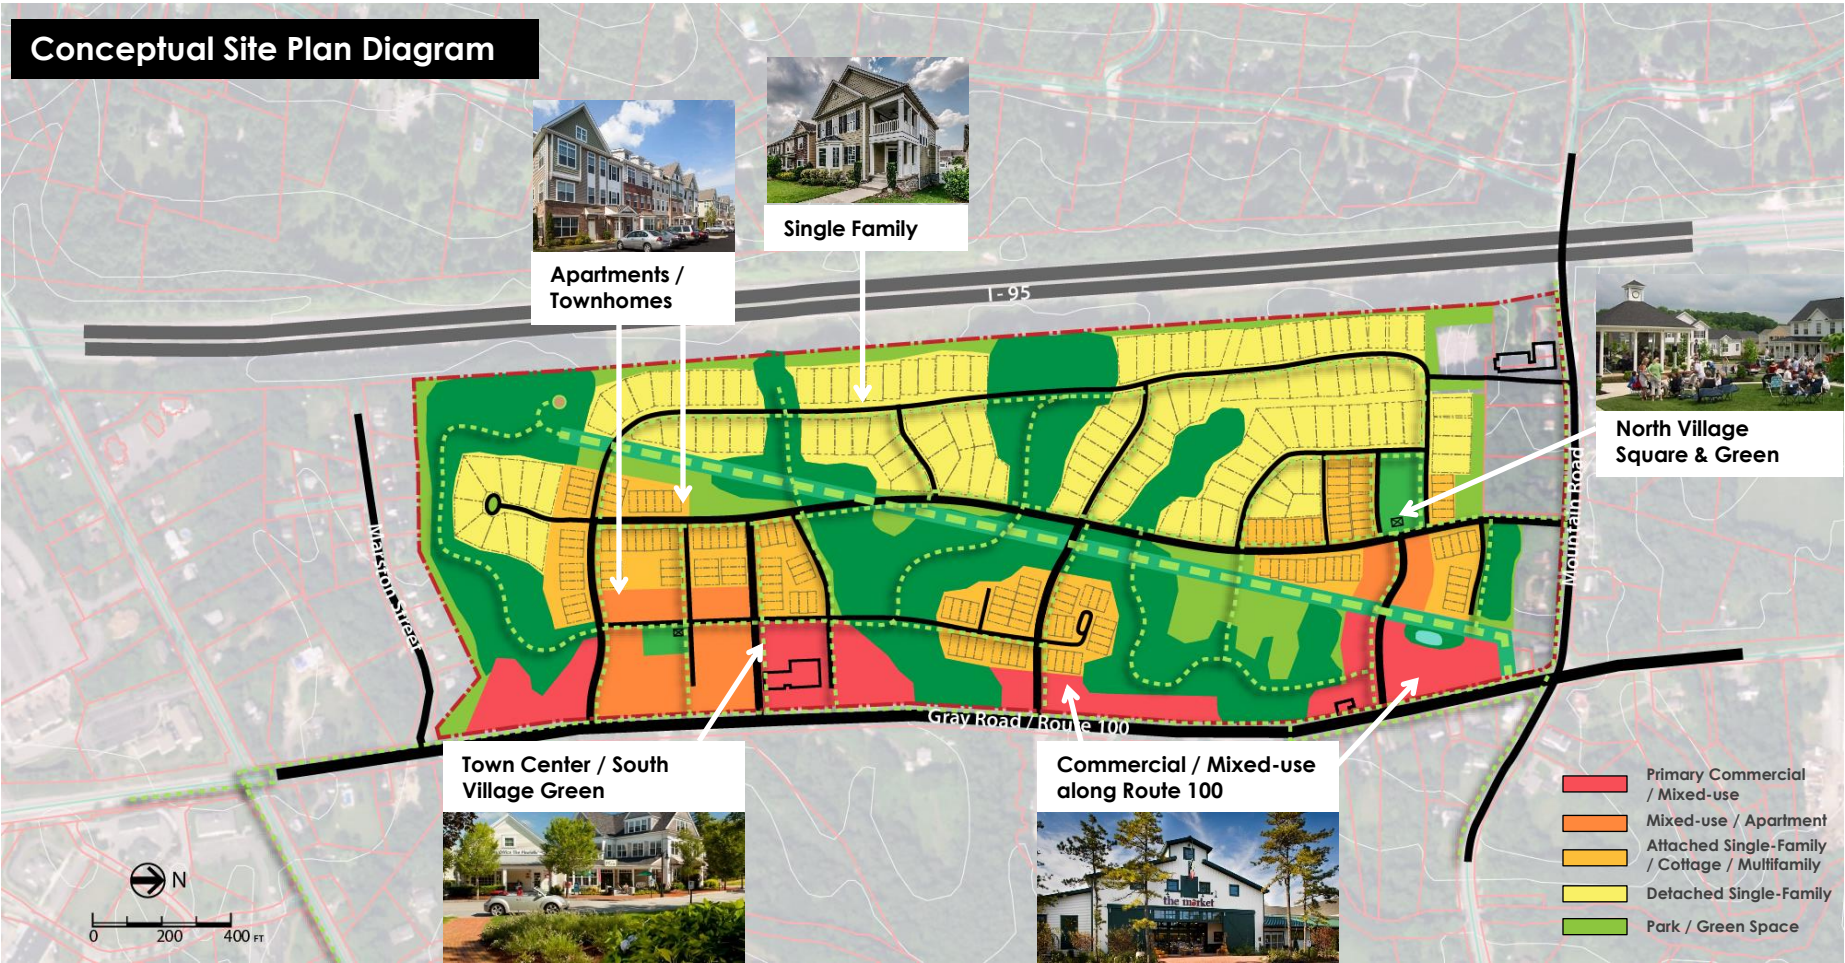 Conceptual Site Plan Diagram
Single Family
Apartments /
Townhomes
I - 95
North Village
Square & Green
Marston Street
Mountain Road
Gray Road / Route 100
Town Center / South
Village Green
Commercial / Mixed-use
along Route 100
the market
Primary Commercial
/ Mixed-use
Mixed-use / Apartment
Attached Single-Family
/ Cottage / Multifamily
Detached Single-Family
Park / Green Space
N
0 200 400 FT